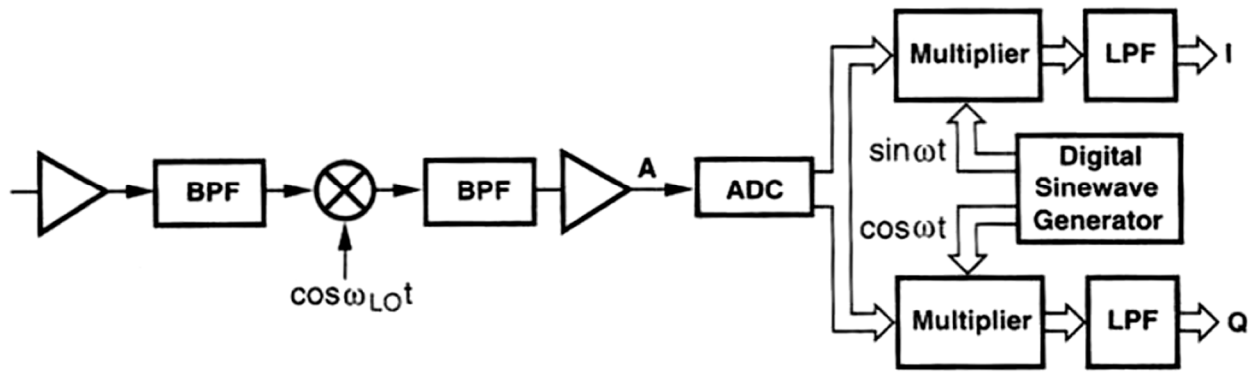 Multiplier
LPF
I
sinωt
Digital
Sinewave
Generator
A
BPF
BPF
ADC
cosωt
cosωLOt
Multiplier
LPF
Q